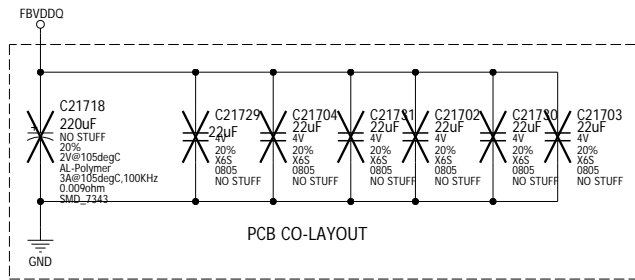 FBVDDQ
C21718
220uF
NO STUFF
20%
2V@105degC
AL-Polymer
3A@105degC,100KHz
0.009ohm
SMD_7343
C21729
22uF
4V
20%
X6S
0805
NO STUFF
C21704
22uF
4V
20%
X6S
0805
NO STUFF
C21731
22uF
4V
20%
X6S
0805
NO STUFF
C21702
22uF
4V
20%
X6S
0805
NO STUFF
C21730
22uF
4V
20%
X6S
0805
NO STUFF
C21703
22uF
4V
20%
X6S
0805
NO STUFF
GND
PCB CO-LAYOUT